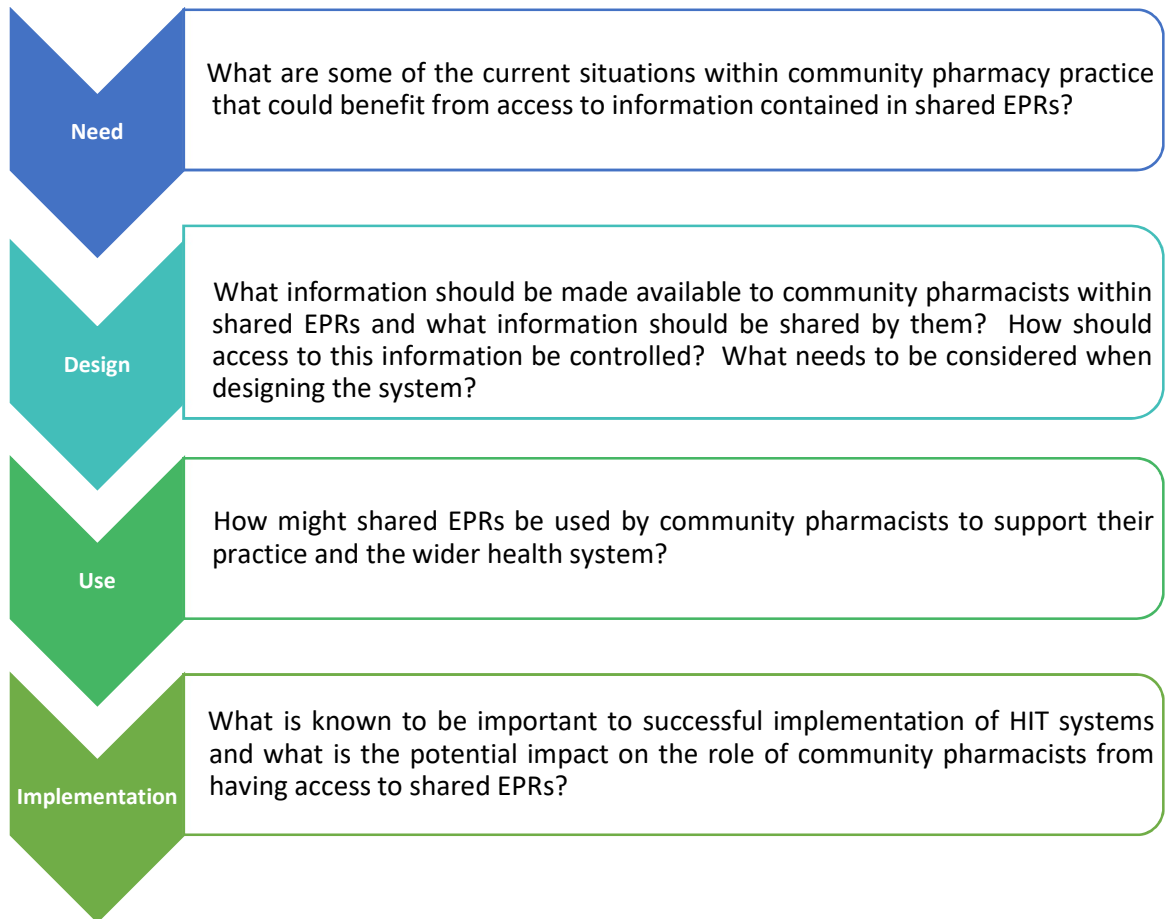 Need
What are some of the current situations within community pharmacy practice
that could benefit from access to information contained in shared EPRs?
Design
What information should be made available to community pharmacists within
shared EPRs and what information should be shared by them? How should
access to this information be controlled? What needs to be considered when
designing the system?
Use
How might shared EPRs be used by community pharmacists to support their
practice and the wider health system?
Implementation
What is known to be important to successful implementation of HIT systems
and what is the potential impact on the role of community pharmacists from
having access to shared EPRs?